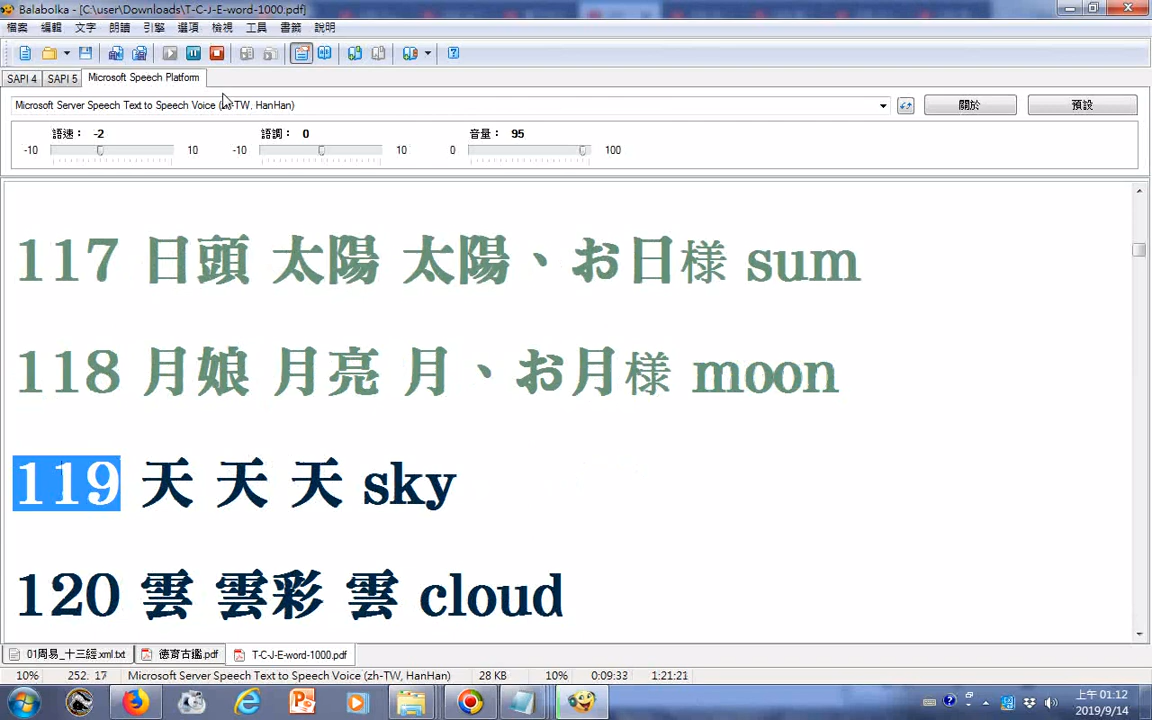 Balabolka - [C:\user\Downloads\T-C-J-E-word-1000.pdf]
檔案 編輯 文字 朗讀 引擎 選項 檢視 工具 書籤 說明
SAPI 4 SAPI 5 Microsoft Speech Platform
Microsoft Server Speech Text to Speech Voice (zh-TW, HanHan) 關於 預設
語速： -2 語調： 0 音量： 95
-10 10 -10 10 0 100
117 日頭 太陽 太陽、お日様 sum
118 月娘 月亮 月、お月様 moon
119 天 天 天 sky
120 雲 雲彩 雲 cloud
01周易_十三經.xml.txt 德育古鑑.pdf T-C-J-E-word-1000.pdf
10% 252. 17 Microsoft Server Speech Text to Speech Voice (zh-TW, HanHan) 28 KB 10% 0:09:33 1:21:21
上午 01:12
2019/9/14